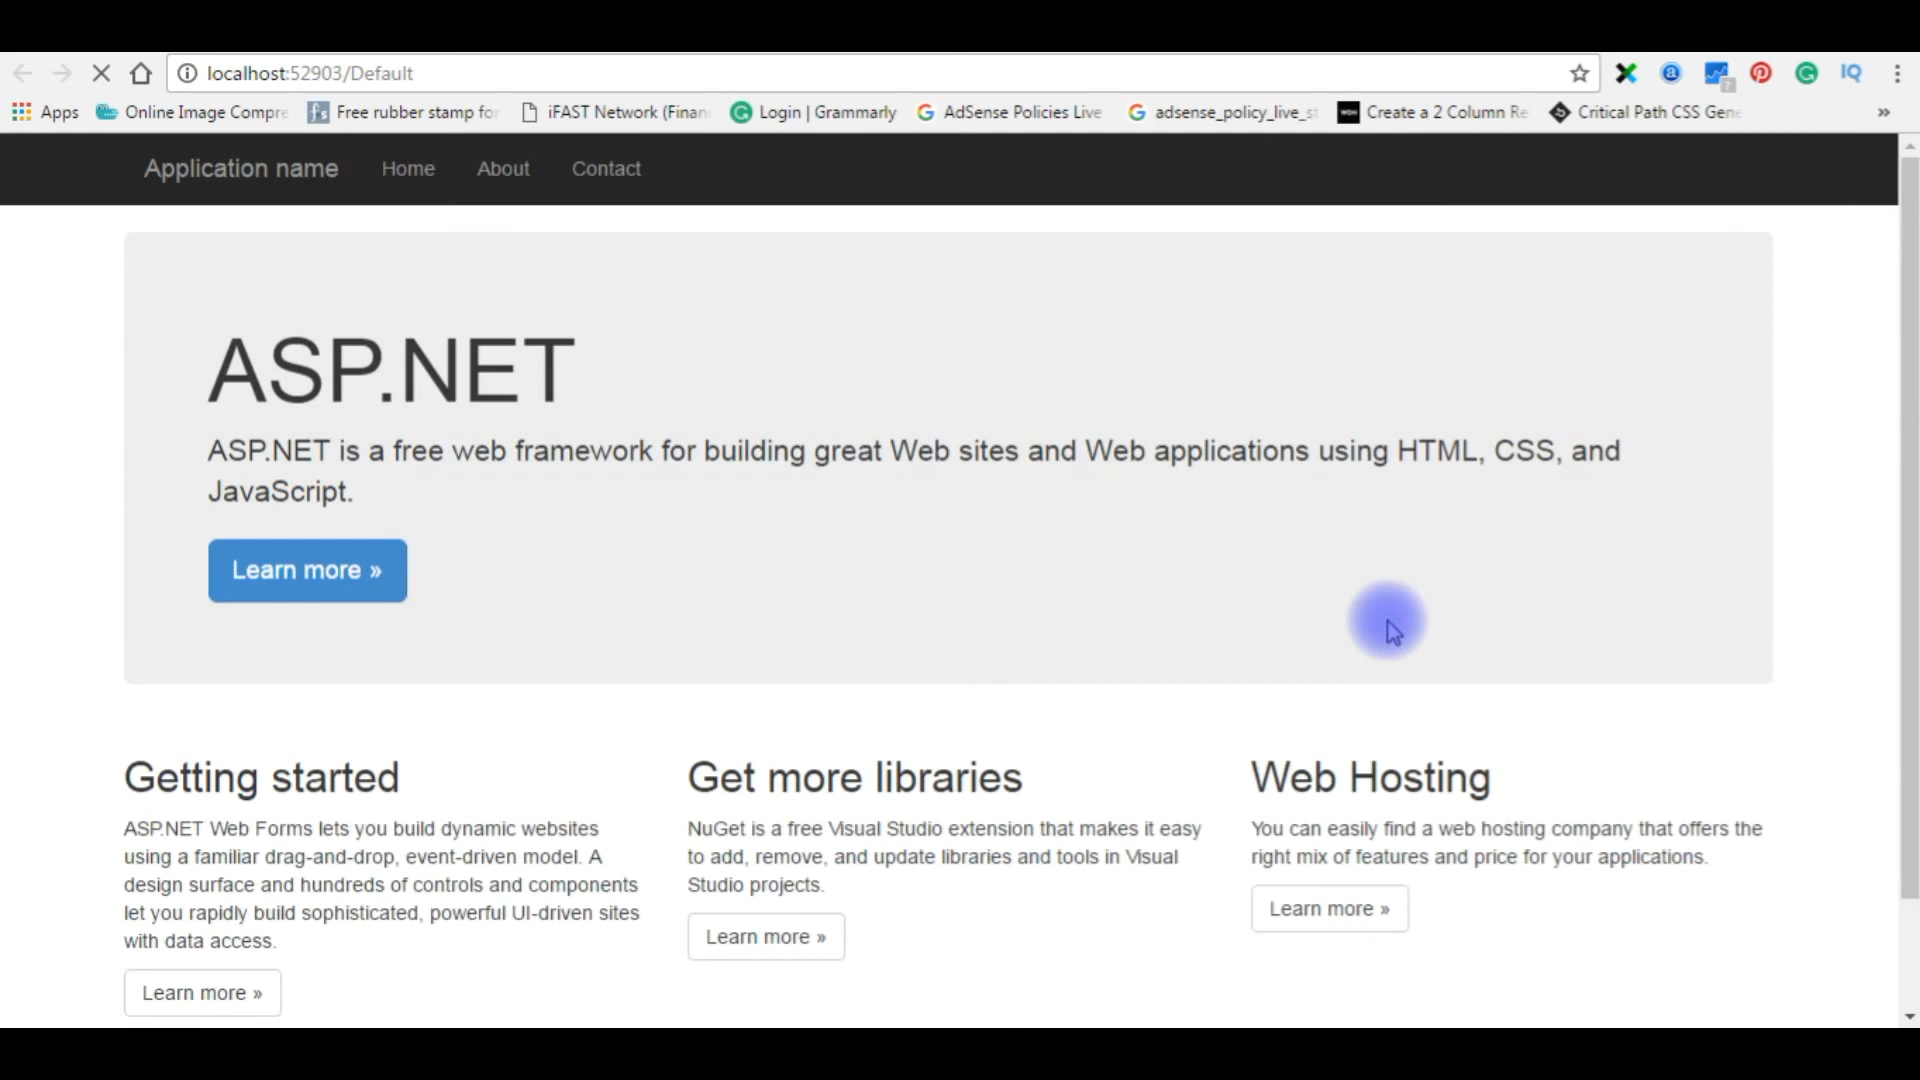 localhost:52903/Default
Apps Online Image Compre Free rubber stamp for iFAST Network (Finan Login | Grammarly AdSense Policies Live adsense_policy_live_st Create a 2 Column Re Critical Path CSS Gene »
Application name Home About Contact
ASP.NET
ASP.NET is a free web framework for building great Web sites and Web applications using HTML, CSS, and
JavaScript.
Learn more »
Getting started
ASP.NET Web Forms lets you build dynamic websites
using a familiar drag-and-drop, event-driven model. A
design surface and hundreds of controls and components
let you rapidly build sophisticated, powerful UI-driven sites
with data access.
Learn more »
Get more libraries
NuGet is a free Visual Studio extension that makes it easy
to add, remove, and update libraries and tools in Visual
Studio projects.
Learn more »
Web Hosting
You can easily find a web hosting company that offers the
right mix of features and price for your applications.
Learn more »